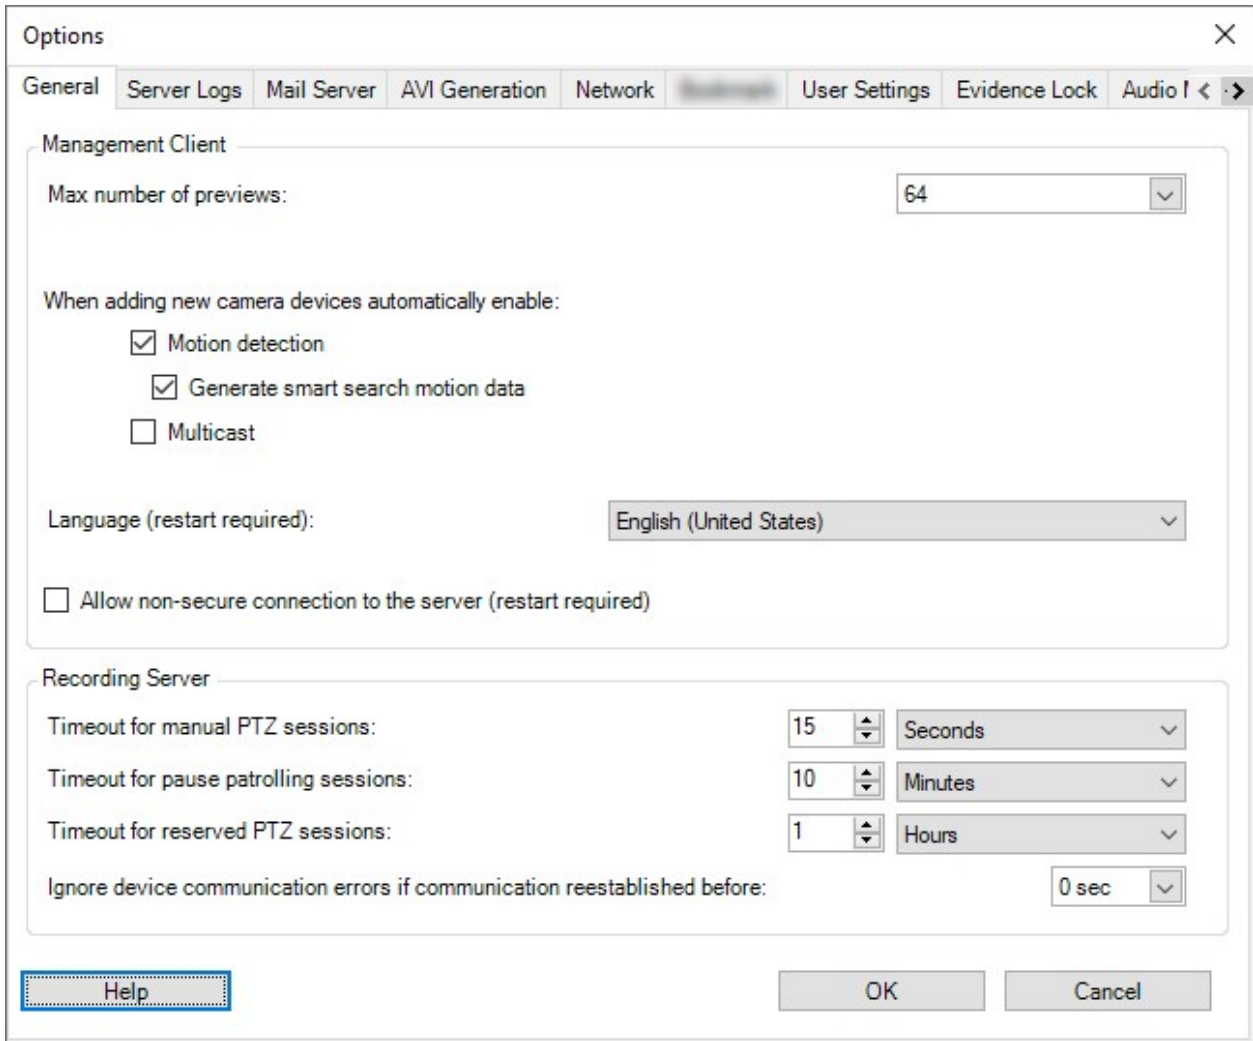 Options
General Server Logs Mail Server AVI Generation Network User Settings Evidence Lock Audio
Management Client
Max number of previews: 64
When adding new camera devices automatically enable:
Motion detection
Generate smart search motion data
Multicast
Language (restart required): English (United States)
Allow non-secure connection to the server (restart required)
Recording Server
Timeout for manual PTZ sessions: 15 Seconds
Timeout for pause patrolling sessions: 10 Minutes
Timeout for reserved PTZ sessions: 1 Hours
Ignore device communication errors if communication reestablished before: 0 sec
Help OK Cancel